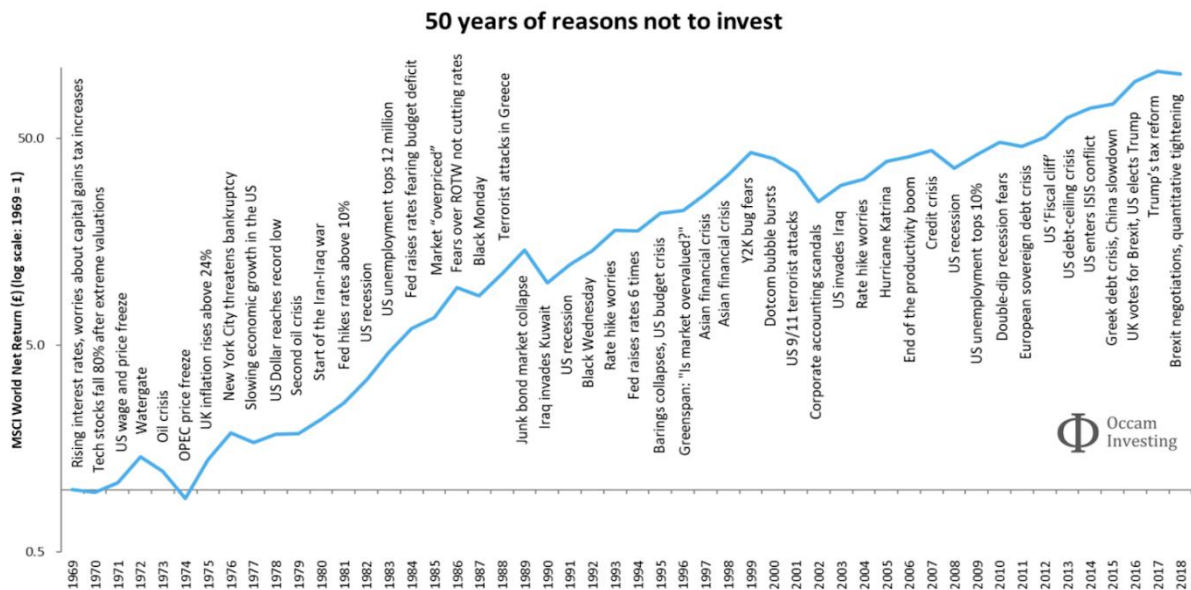 50 years of reasons not to invest
MSCI World Net Return (£) (log scale: 1969 = 1)
50.0
5.0
0.5
Rising interest rates, worries about capital gains tax increases
Tech stocks fall 80% after extreme valuations
US wage and price freeze
Watergate
Oil crisis
OPEC price freeze
UK inflation rises above 24%
New York City threatens bankruptcy
Slowing economic growth in the US
US Dollar reaches record low
Second oil crisis
Start of the Iran-Iraq war
Fed hikes rates above 10%
US recession
US unemployment tops 12 million
Fed raises rates fearing budget deficit
Market “overpriced”
Fears over ROTW not cutting rates
Black Monday
Terrorist attacks in Greece
Junk bond market collapse
Iraq invades Kuwait
US recession
Black Wednesday
Rate hike worries
Fed raises rates 6 times
Barings collapses, US budget crisis
Greenspan: "Is market overvalued?"
Asian financial crisis
Asian financial crisis
Y2K bug fears
Dotcom bubble bursts
US 9/11 terrorist attacks
Corporate accounting scandals
US invades Iraq
Rate hike worries
Hurricane Katrina
End of the productivity boom
Credit crisis
US recession
US unemployment tops 10%
Double-dip recession fears
European sovereign debt crisis
US ‘Fiscal cliff’
US debt-ceiling crisis
US enters ISIS conflict
Greek debt crisis, China slowdown
UK votes for Brexit, US elects Trump
Trump’s tax reform
Brexit negotiations, quantitative tightening
Occam
Investing
1969
1970
1971
1972
1973
1974
1975
1976
1977
1978
1979
1980
1981
1982
1983
1984
1985
1986
1987
1988
1989
1990
1991
1992
1993
1994
1995
1996
1997
1998
1999
2000
2001
2002
2003
2004
2005
2006
2007
2008
2009
2010
2011
2012
2013
2014
2015
2016
2017
2018